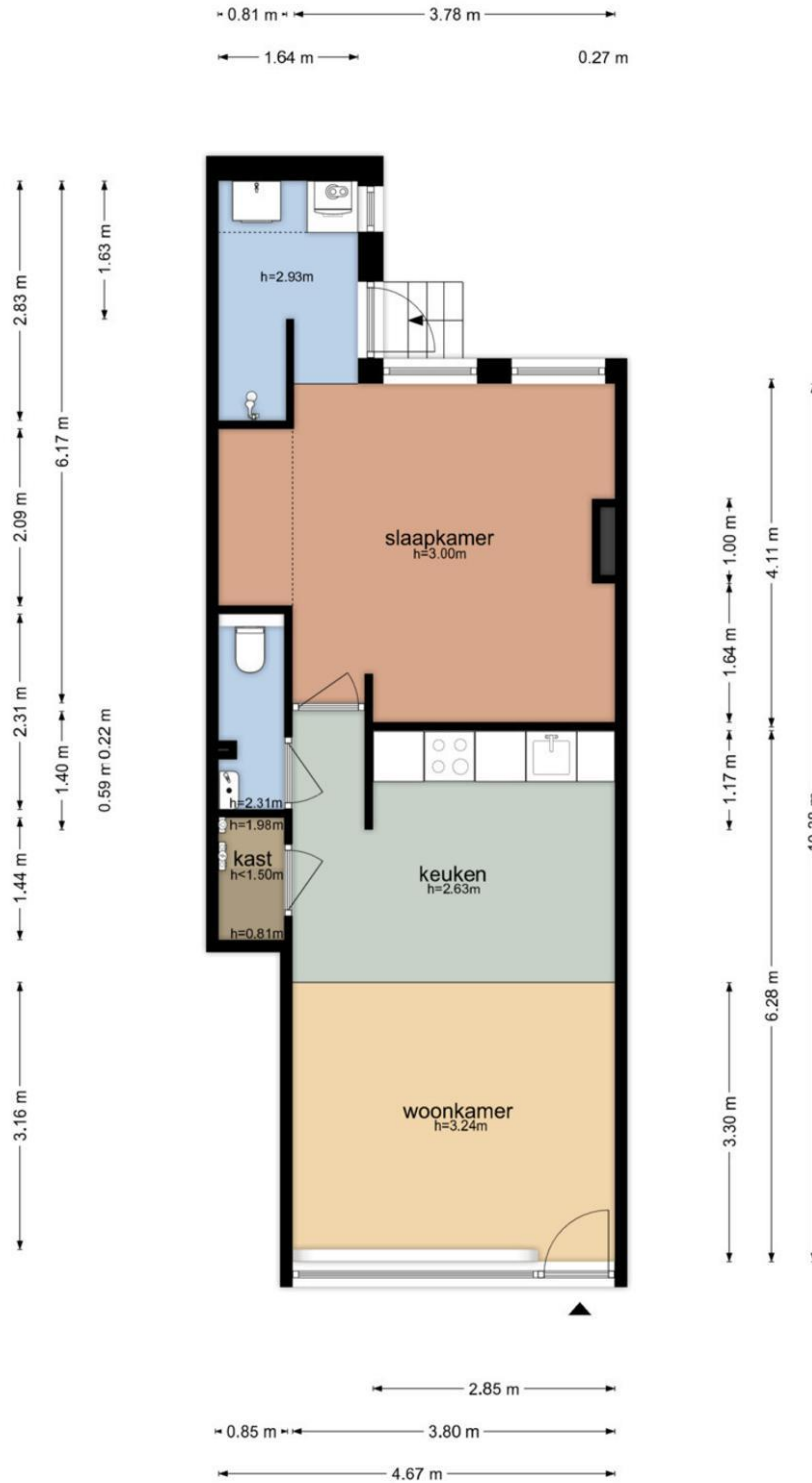 0.81 m 3.78 m
1.64 m 0.27 m
2.83 m
6.17 m
1.63 m
h=2.93m
2.09 m
slaapkamer
h=3.00m
1.00 m
4.11 m
1.64 m
2.31 m
1.40 m
0.59 m 0.22 m
1.17 m
h=2.31m
h=1.98m
kast
h<1.50m
h=0.81m
1.44 m
keuken
h=2.63m
6.28 m
3.16 m
woonkamer
h=3.24m
3.30 m
2.85 m
0.85 m 3.80 m
4.67 m